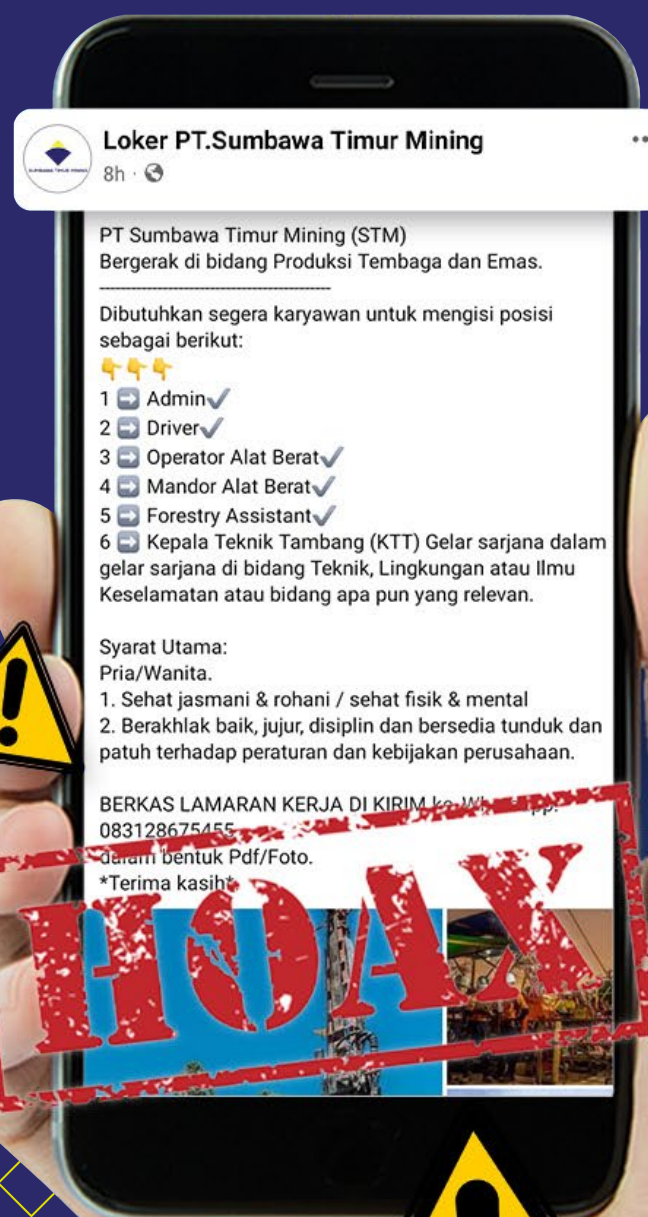 Loker PT.Sumbawa Timur Mining
8h ·
SUMBAWA TIMUR MINING
PT Sumbawa Timur Mining (STM)
Bergerak di bidang Produksi Tembaga dan Emas.
--------------------------------------------
Dibutuhkan segera karyawan untuk mengisi posisi
sebagai berikut:
👇👇👇
1 ➡️ Admin✔️
2 ➡️ Driver✔️
3 ➡️ Operator Alat Berat✔️
4 ➡️ Mandor Alat Berat✔️
5 ➡️ Forestry Assistant✔️
6 ➡️ Kepala Teknik Tambang (KTT) Gelar sarjana dalam
gelar sarjana di bidang Teknik, Lingkungan atau Ilmu
Keselamatan atau bidang apa pun yang relevan.
Syarat Utama:
Pria/Wanita.
1. Sehat jasmani & rohani / sehat fisik & mental
2. Berakhlak baik, jujur, disiplin dan bersedia tunduk dan
patuh terhadap peraturan dan kebijakan perusahaan.
BERKAS LAMARAN KERJA DI KIRIM ke
083128675455
dalam bentuk Pdf/Foto.
*Terima kasih*
HOAX